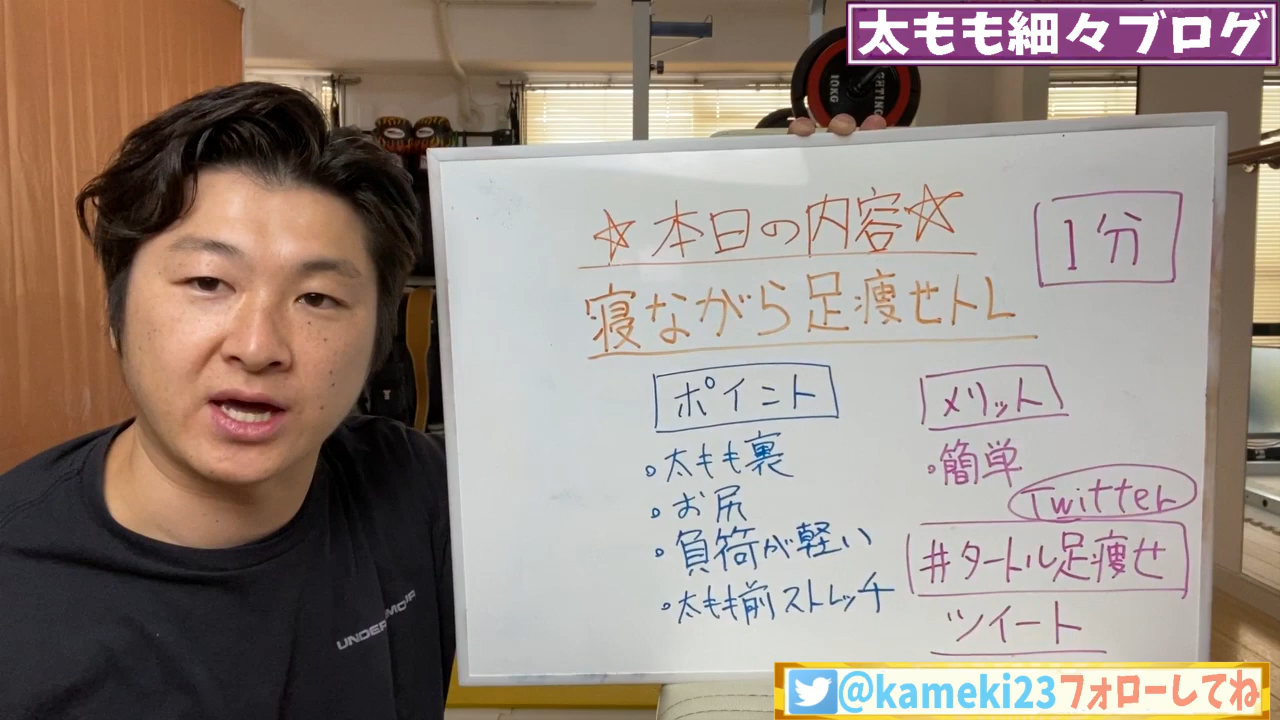 太もも細々ブログ
10KG
☆本日の内容☆
1分
寝ながら足痩せトレ
ポイント
。太もも裏
。お尻
。負荷が軽い
。太もも前ストレッチ
メリット
。簡単
Twitter
#タートル足痩せ
ツイート
@kameki23フォローしてね